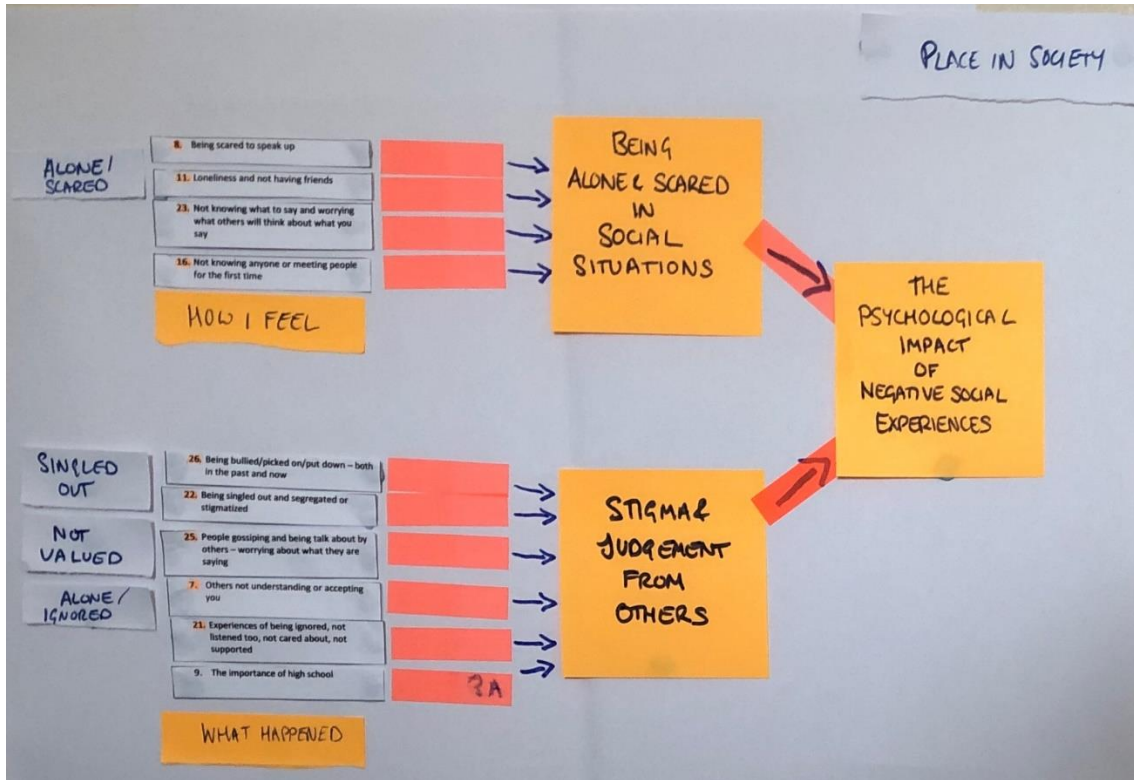 PLACE IN SOCIETY
ALONE/
SCARED
8. Being scared to speak up
11. Loneliness and not having friends
23. Not knowing what to say and worrying
what others will think about what you
say
16. Not knowing anyone or meeting people
for the first time
HOW I FEEL
BEING
ALONE & SCARED
IN
SOCIAL
SITUATIONS
THE
PSYCHOLOGICAL
IMPACT
OF
NEGATIVE SOCIAL
EXPERIENCES
SINGLED
OUT
NOT
VALUED
ALONE/
IGNORED
26. Being bullied/picked on/put down – both
in the past and now
22. Being singled out and segregated or
stigmatized
25. People gossiping and being talk about by
others – worrying about what they are
saying
7. Others not understanding or accepting
you
21. Experiences of being ignored, not
listened too, not cared about, not
supported
9. The importance of high school
?A
WHAT HAPPENED
STIGMA &
JUDGEMENT
FROM
OTHERS